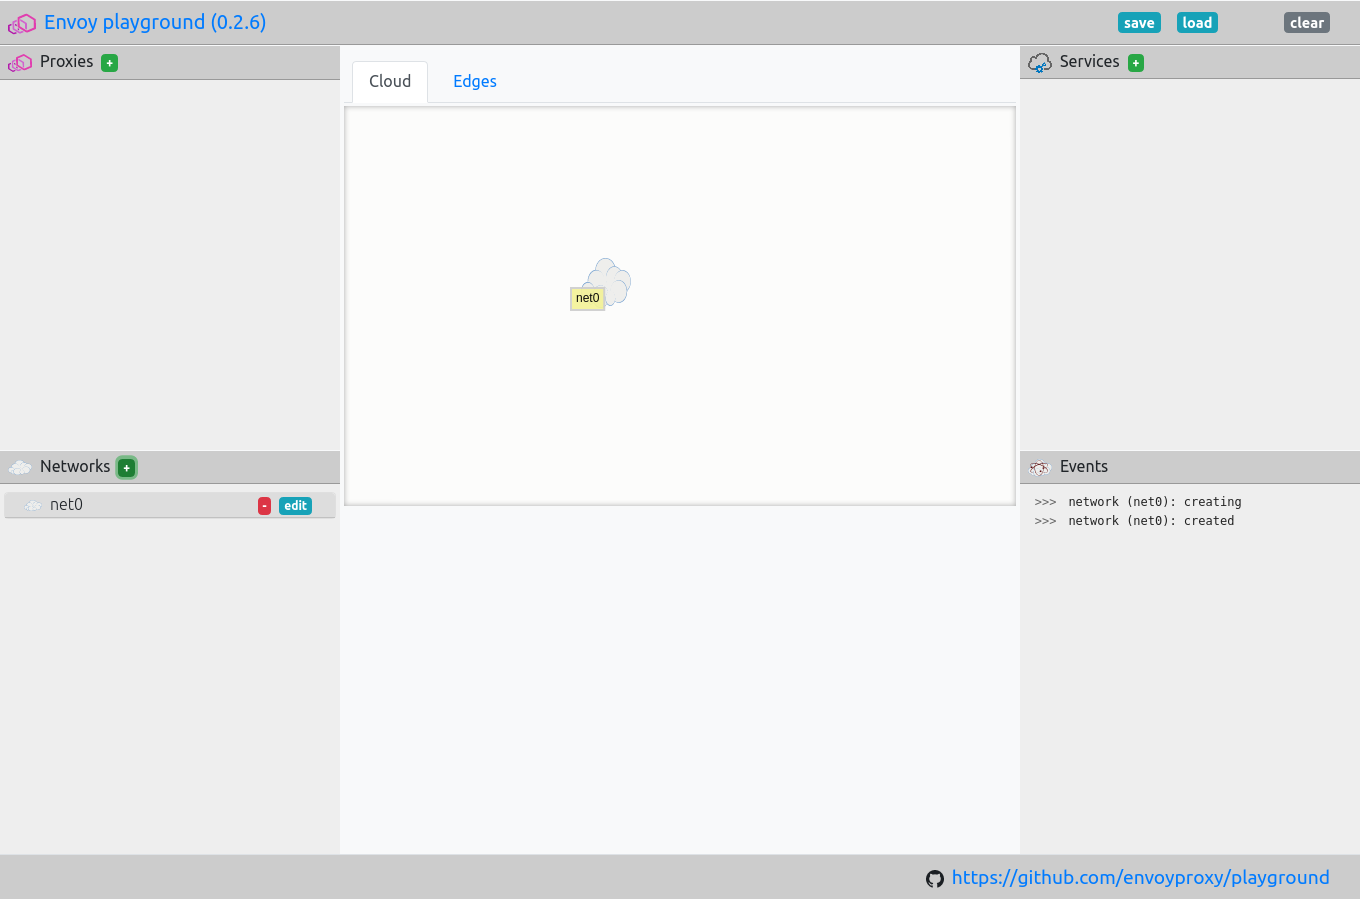 Envoy playground (0.2.6)
save load clear
Proxies +
Cloud Edges
Services +
net0
Networks +
net0 - edit
Events
>>> network (net0): creating
>>> network (net0): created
https://github.com/envoyproxy/playground